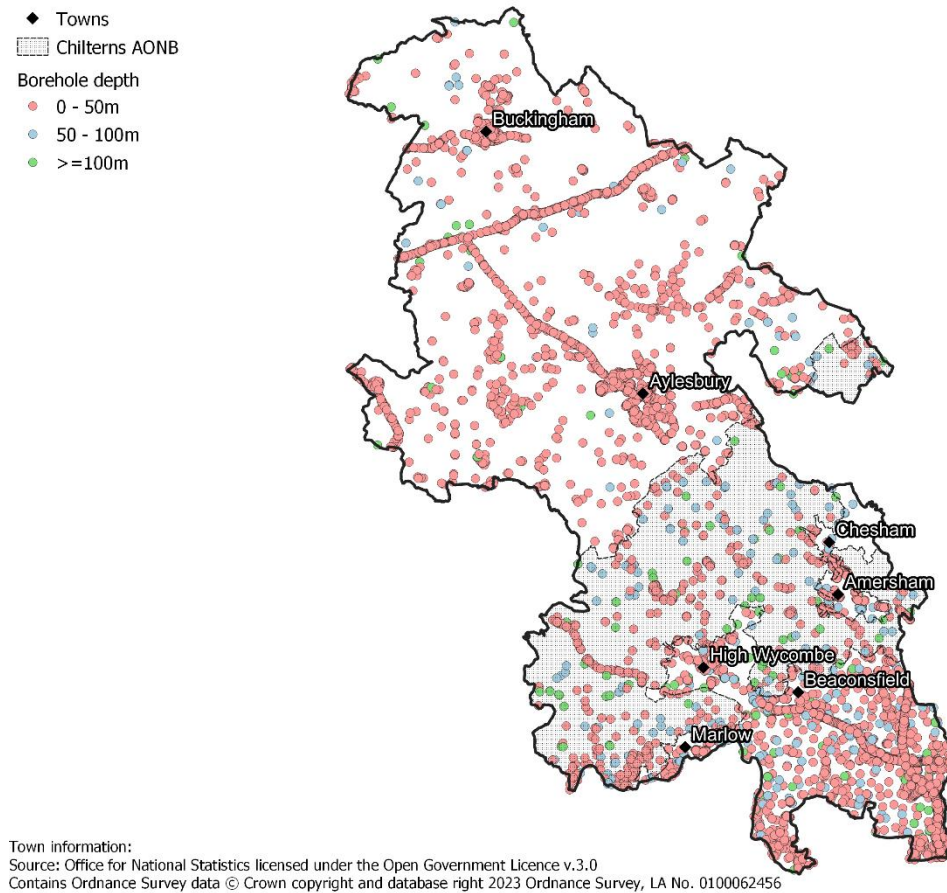 Towns
Chilterns AONB
Borehole depth
0 - 50m
50 - 100m
>=100m
Buckingham
Aylesbury
Chesham
Amersham
High Wycombe
Beaconsfield
Marlow
Town information:
Source: Office for National Statistics licensed under the Open Government Licence v.3.0
Contains Ordnance Survey data © Crown copyright and database right 2023 Ordnance Survey, LA No. 0100062456